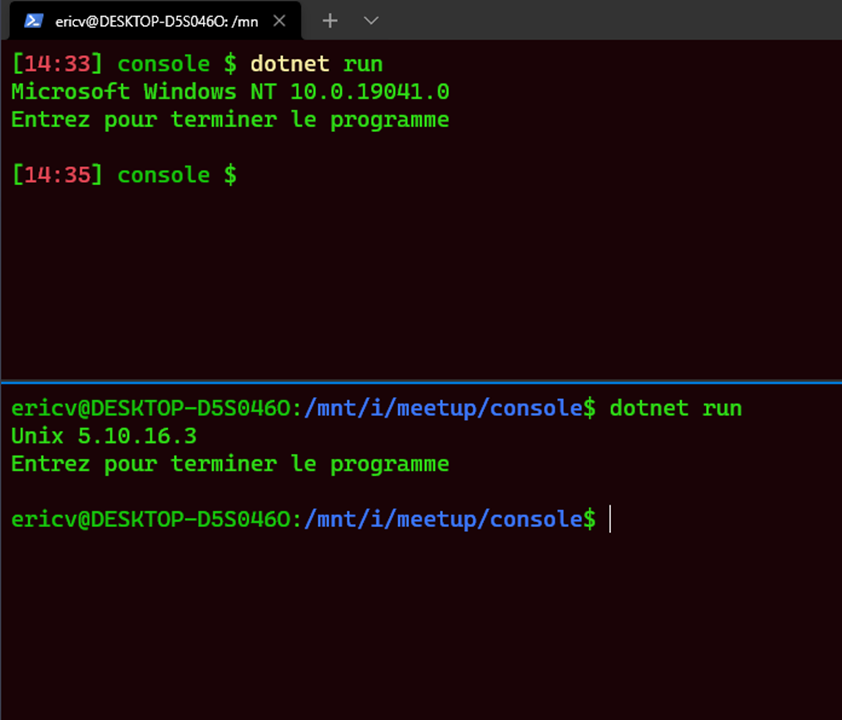 ericv@DESKTOP-D5S046O: /mn
[14:33] console $ dotnet run
Microsoft Windows NT 10.0.19041.0
Entrez pour terminer le programme
[14:35] console $
ericv@DESKTOP-D5S046O:/mnt/i/meetup/console$ dotnet run
Unix 5.10.16.3
Entrez pour terminer le programme
ericv@DESKTOP-D5S046O:/mnt/i/meetup/console$